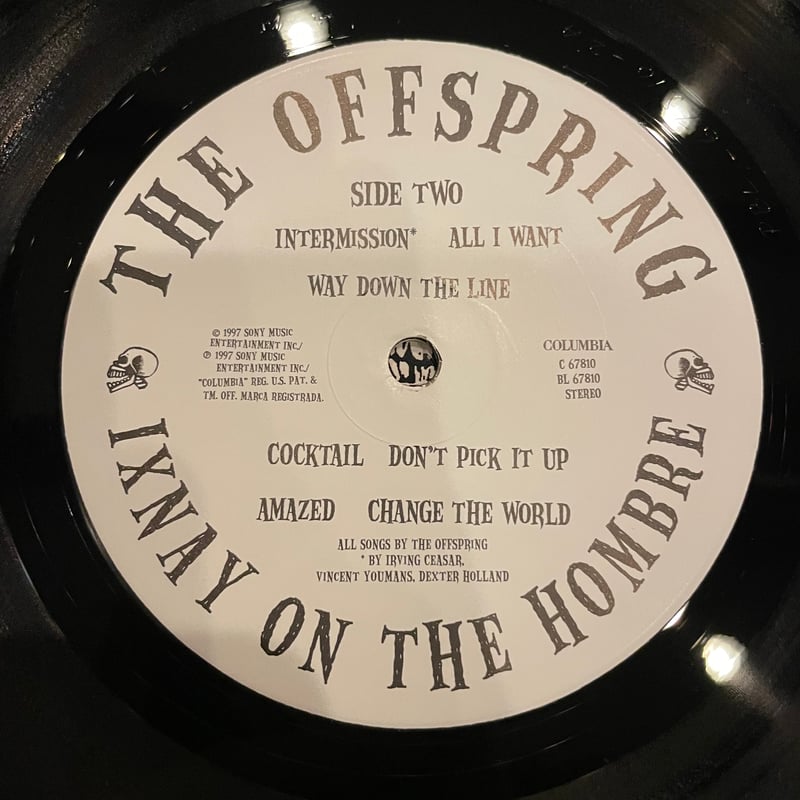 THE OFFSPRING
SIDE TWO
INTERMISSION* ALL I WANT
WAY DOWN THE LINE
© 1997 SONY MUSIC
ENTERTAINMENT INC./
℗ 1997 SONY MUSIC
ENTERTAINMENT INC./
"COLUMBIA" REG. U.S. PAT. &
TM. OFF. MARCA REGISTRADA.
COLUMBIA
C 67810
BL 67810
STEREO
COCKTAIL DON'T PICK IT UP
AMAZED CHANGE THE WORLD
ALL SONGS BY THE OFFSPRING
* BY IRVING CEASAR,
VINCENT YOUMANS, DEXTER HOLLAND
IXNAY ON THE HOMBRE